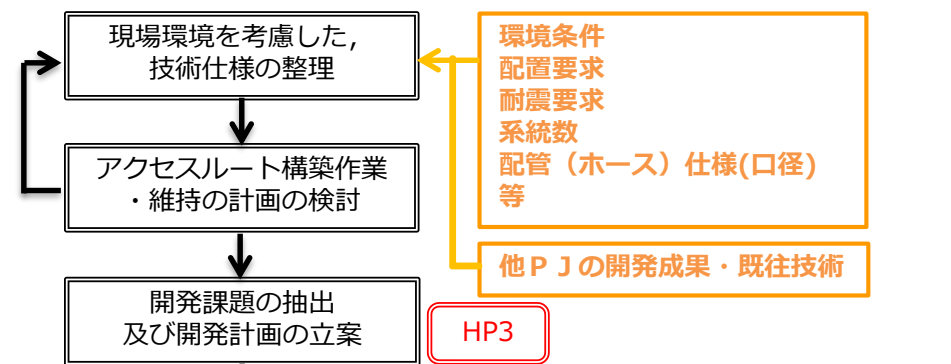 現場環境を考慮した,
技術仕様の整理
アクセスルート構築作業
・維持の計画の検討
開発課題の抽出
及び開発計画の立案
HP3
環境条件
配置要求
耐震要求
系統数
配管（ホース）仕様(口径)
等
他ＰＪの開発成果・既往技術